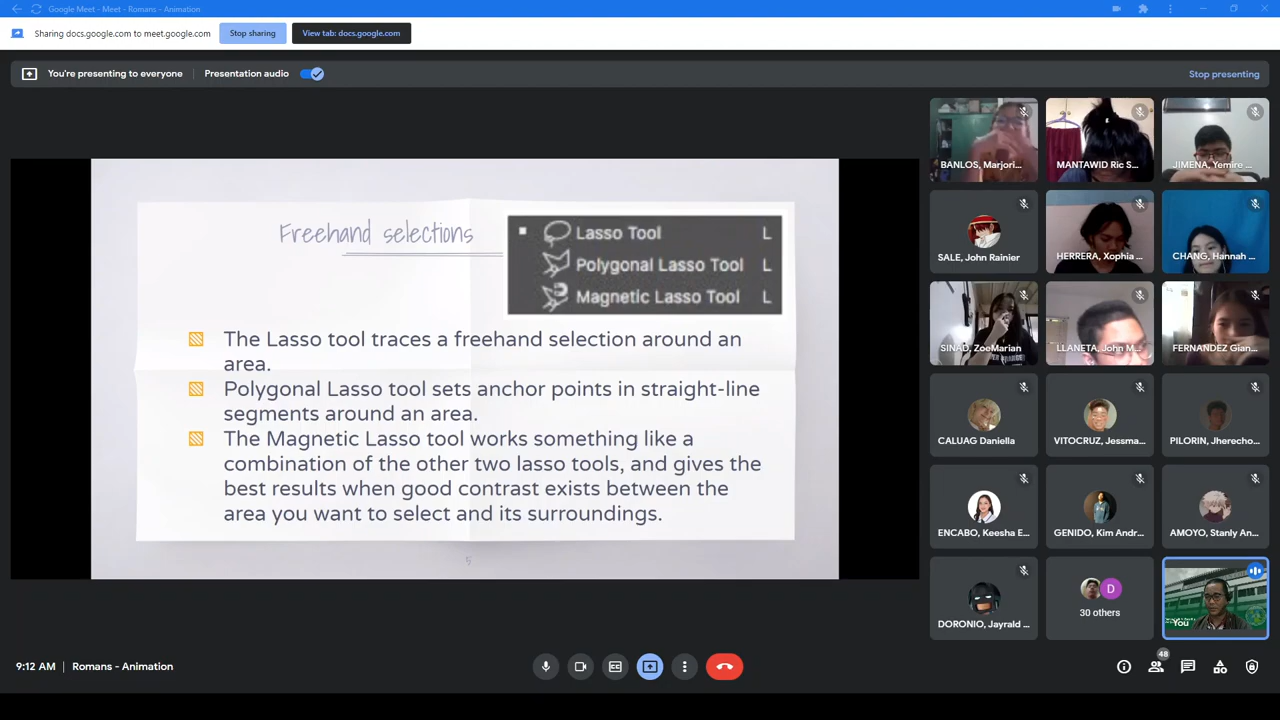 Google Meet - Meet - Romans - Animation
Sharing docs.google.com to meet.google.com
Stop sharing
View tab: docs.google.com
You're presenting to everyone
Presentation audio
Stop presenting
Freehand selections
Lasso Tool L
Polygonal Lasso Tool L
Magnetic Lasso Tool L
The Lasso tool traces a freehand selection around an
area.
Polygonal Lasso tool sets anchor points in straight-line
segments around an area.
The Magnetic Lasso tool works something like a
combination of the other two lasso tools, and gives the
best results when good contrast exists between the
area you want to select and its surroundings.
5
BANLOS, Marjori...
MANTAWID Ric S...
JIMENA, Yemire ...
SALE, John Rainier
HERRERA, Xophia ...
CHANG, Hannah ...
SINAD, ZoeMarian
LLANETA, John M...
FERNANDEZ Gian...
CALUAG Daniella
VITOCRUZ, Jessma...
PILORIN, Jherecho...
ENCABO, Keesha E...
GENIDO, Kim Andr...
AMOYO, Stanly An...
DORONIO, Jayrald ...
D
30 others
You
9:12 AM | Romans - Animation
48